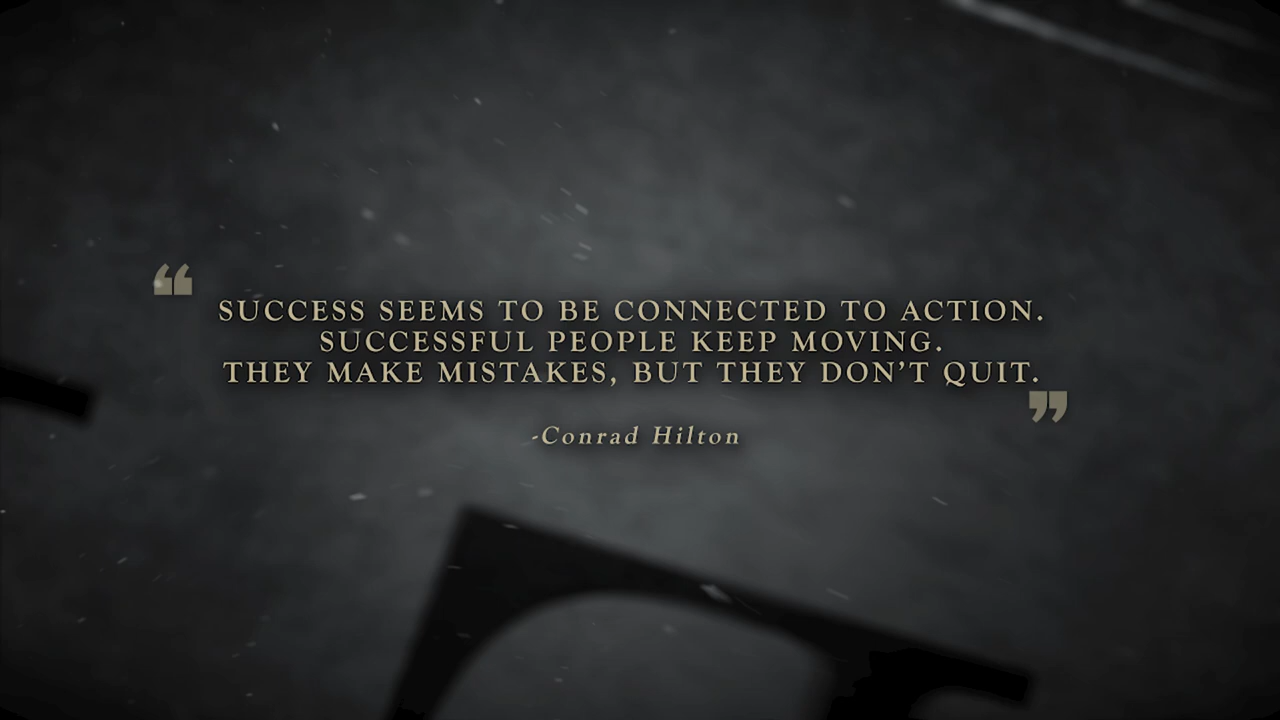 ❝
SUCCESS SEEMS TO BE CONNECTED TO ACTION.
SUCCESSFUL PEOPLE KEEP MOVING.
THEY MAKE MISTAKES, BUT THEY DON’T QUIT.
❞
-Conrad Hilton